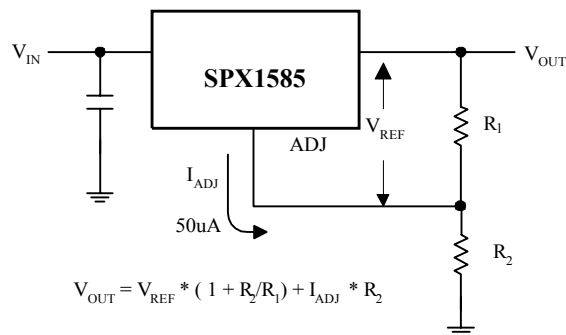 V_IN
SPX1585
V_OUT
V_REF
R_1
ADJ
I_ADJ
50uA
R_2
V_OUT = V_REF * ( 1 + R_2/R_1) + I_ADJ * R_2